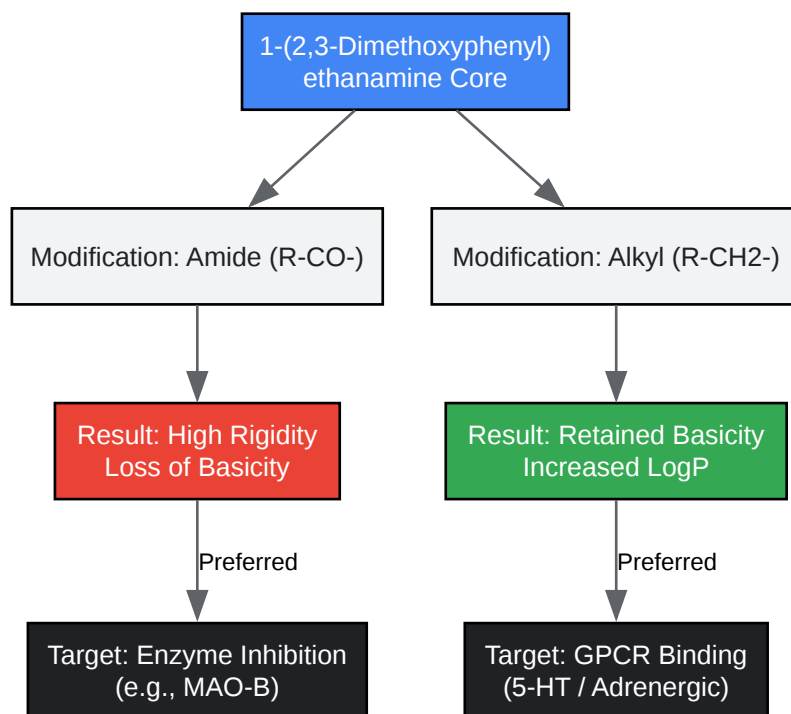 1-(2,3-Dimethoxyphenyl)
ethanamine Core
Modification: Amide (R-CO-)
Modification: Alkyl (R-CH2-)
Result: High Rigidity
Loss of Basicity
Result: Retained Basicity
Increased LogP
Preferred
Preferred
Target: Enzyme Inhibition
(e.g., MAO-B)
Target: GPCR Binding
(5-HT / Adrenergic)